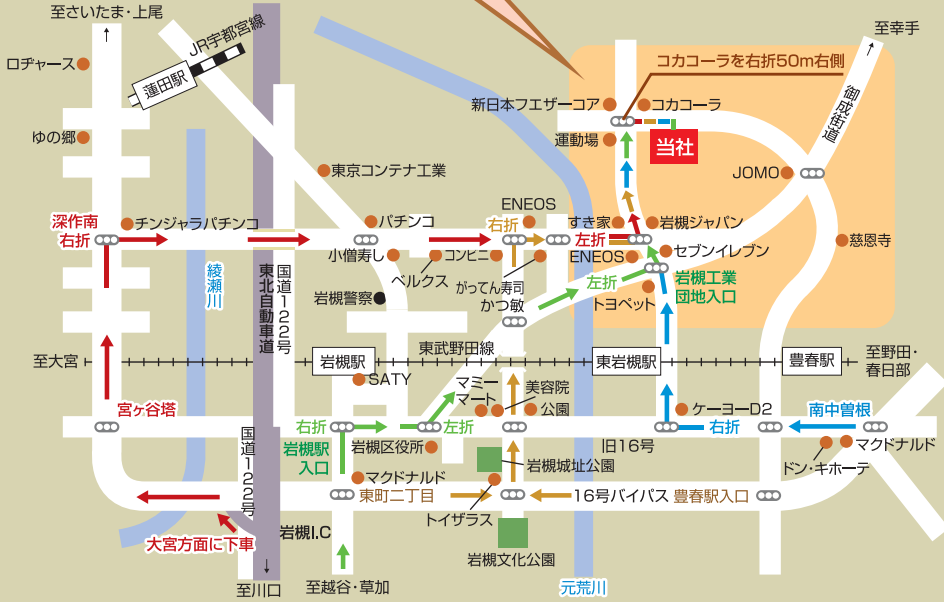 至さいたま・上尾
JR宇都宮線
ロヂャース
蓮田駅
至幸手
コカコーラを右折50m右側
御成街道
新日本フエザーコア
コカコーラ
ゆの郷
運動場
当社
東京コンテナ工業
JOMO
深作南
右折
チンジャラパチンコ
パチンコ
ENEOS
右折
すき家
岩槻ジャパン
左折
慈恩寺
小僧寿し
コンビニ
ENEOS
セブンイレブン
ベルクス
がってん寿司
かつ敏
左折
岩槻工業
団地入口
トヨペット
綾瀬川
国道122号
東北自動車道
岩槻警察
至大宮
岩槻駅
東武野田線
東岩槻駅
豊春駅
至野田・
春日部
SATY
マミー
マート
美容院
公園
ケーヨーD2
宮ヶ谷塔
右折
左折
右折
南中曽根
岩槻駅
入口
岩槻区役所
旧16号
マクドナルド
ドン・キホーテ
国道122号
マクドナルド
岩槻城址公園
東町二丁目
16号バイパス
豊春駅入口
トイザラス
大宮方面に下車
岩槻I.C
岩槻文化公園
至川口
至越谷・草加
元荒川